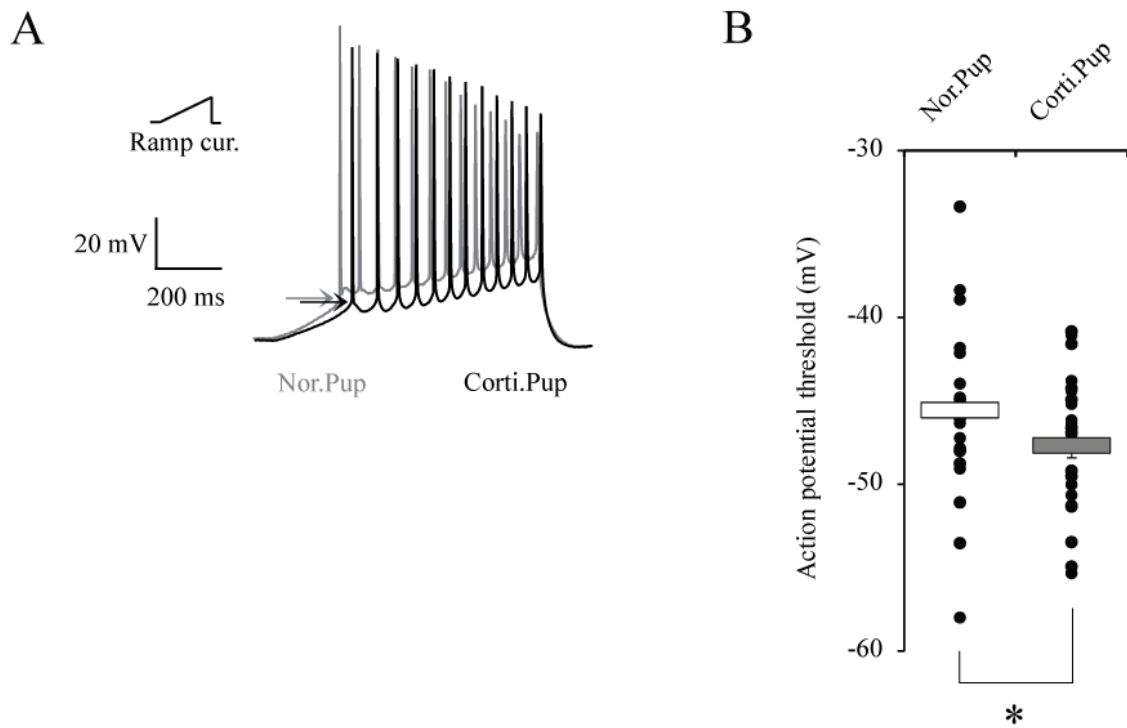 A
Ramp cur.
20 mV
200 ms
Nor.Pup
Corti.Pup
B
Nor.Pup
Corti.Pup
Action potential threshold (mV)
-30
-40
-50
-60
*